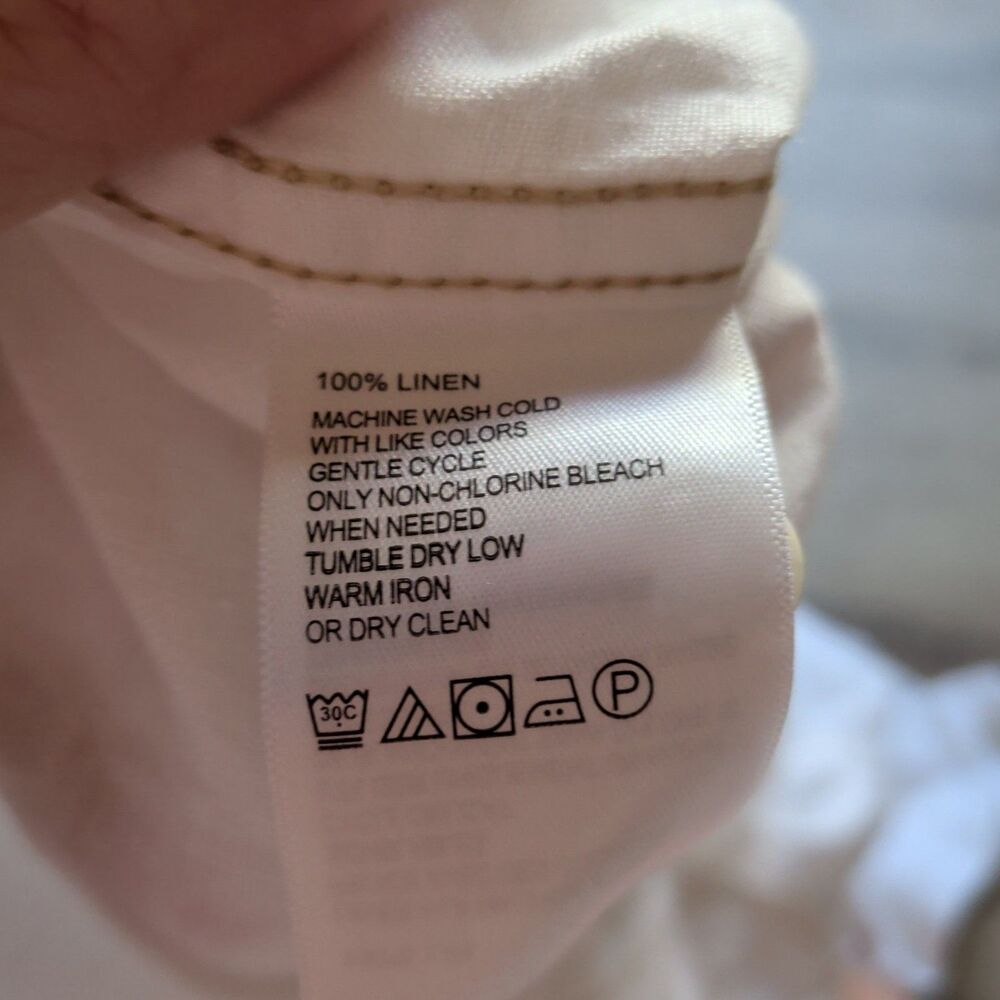 100% LINEN
MACHINE WASH COLD
WITH LIKE COLORS
GENTLE CYCLE
ONLY NON-CHLORINE BLEACH
WHEN NEEDED
TUMBLE DRY LOW
WARM IRON
OR DRY CLEAN
30C P